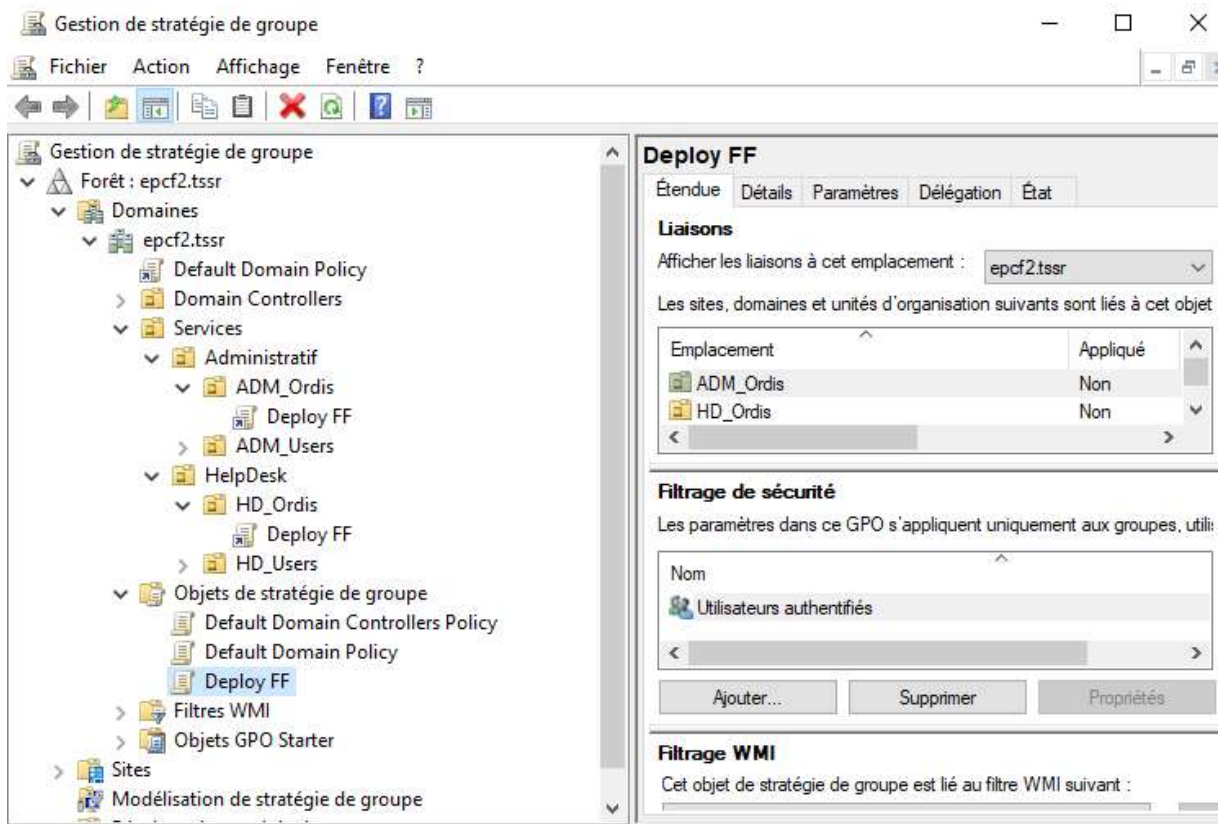 Gestion de stratégie de groupe
Fichier Action Affichage Fenêtre ?
Gestion de stratégie de groupe
Forêt : epcf2.tssr
Domaines
epcf2.tssr
Default Domain Policy
Domain Controllers
Services
Administratif
ADM_Ordis
Deploy FF
ADM_Users
HelpDesk
HD_Ordis
Deploy FF
HD_Users
Objets de stratégie de groupe
Default Domain Controllers Policy
Default Domain Policy
Deploy FF
Filtres WMI
Objets GPO Starter
Sites
Modélisation de stratégie de groupe
Deploy FF
Étendue Détails Paramètres Délégation État
Liaisons
Afficher les liaisons à cet emplacement : epcf2.tssr
Les sites, domaines et unités d'organisation suivants sont liés à cet objet
Emplacement Appliqué
ADM_Ordis Non
HD_Ordis Non
Filtrage de sécurité
Les paramètres dans ce GPO s'appliquent uniquement aux groupes,
Nom
Utilisateurs authentifiés
Ajouter... Supprimer Propriétés
Filtrage WMI
Cet objet de stratégie de groupe est lié au filtre WMI suivant :